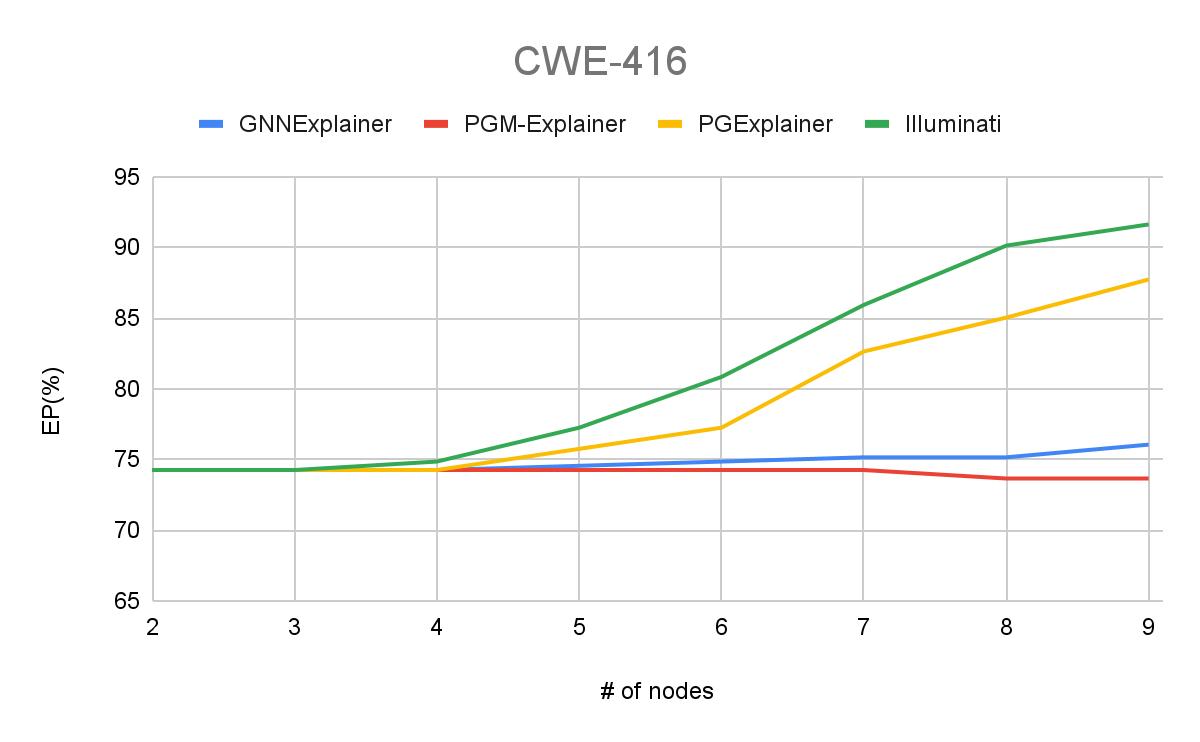 CWE-416
GNNExplainer PGM-Explainer PGExplainer Illuminati
95
90
85
80
75
70
65
EP(%)
2 3 4 5 6 7 8 9
# of nodes